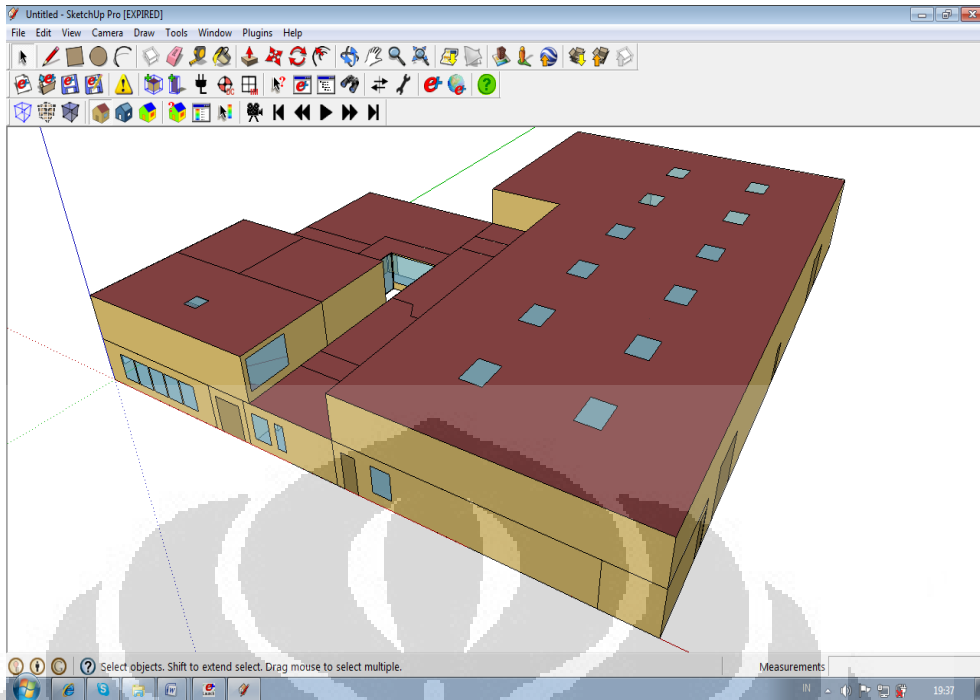 Untitled - SketchUp Pro [EXPIRED]
File Edit View Camera Draw Tools Window Plugins Help
Select objects. Shift to extend select. Drag mouse to select multiple. Measurements
IN 19:37